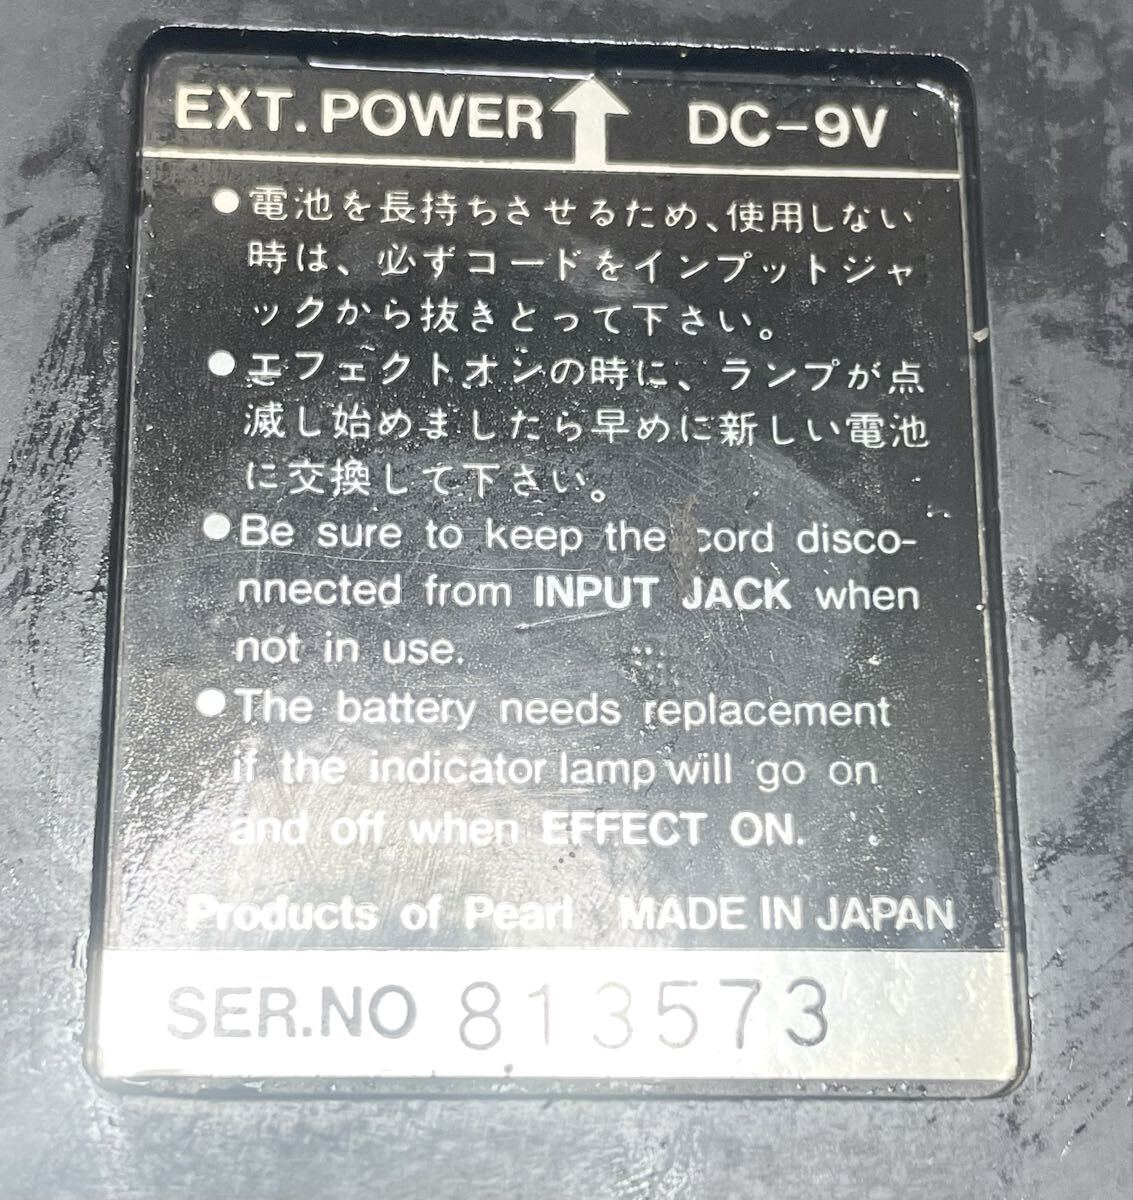 EXT. POWER DC-9V
●電池を長持ちさせるため、使用しない
時は、必ずコードをインプットジャ
ックから抜きとって下さい。
●エフェクトオンの時に、ランプが点
滅し始めましたら早めに新しい電池
に交換して下さい。
●Be sure to keep the cord disco-
nnected from INPUT JACK when
not in use.
●The battery needs replacement
if the indicator lamp will go on
and off when EFFECT ON.
Products of Pearl MADE IN JAPAN
SER.NO 813573